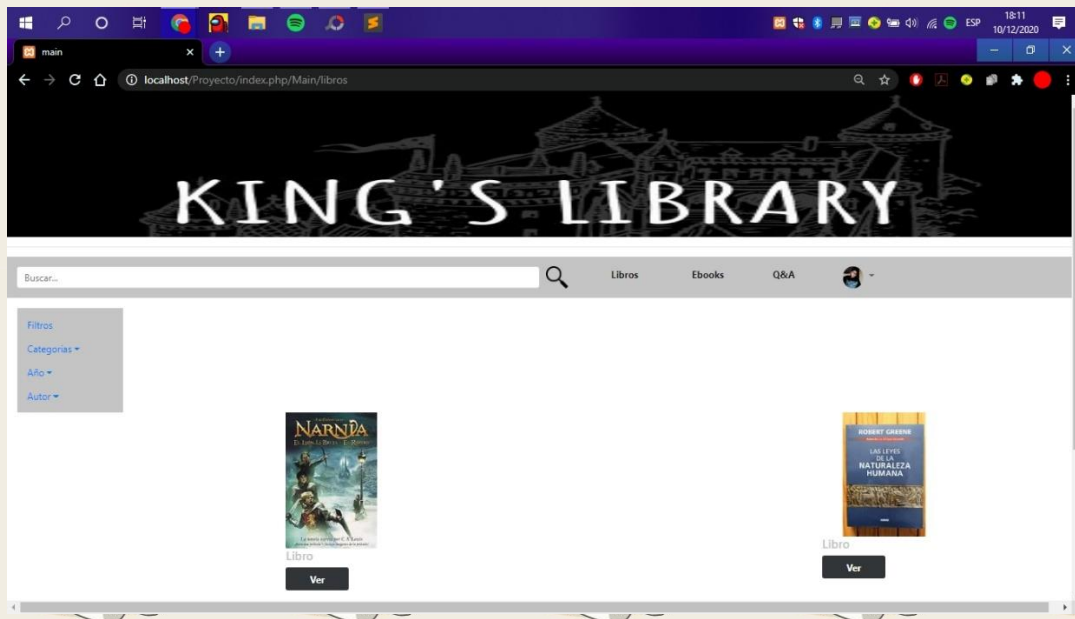 18:11
ESP
10/12/2020
main
localhost/Proyecto/index.php/Main/libros
KING'S LIBRARY
Buscar...
Libros
Ebooks
Q&A
Filtros
Categorías
Año
Autor
NARNIA
Libro
Ver
ROBERT GREENE
LAS LEYES
DE LA
NATURALEZA
HUMANA
Libro
Ver